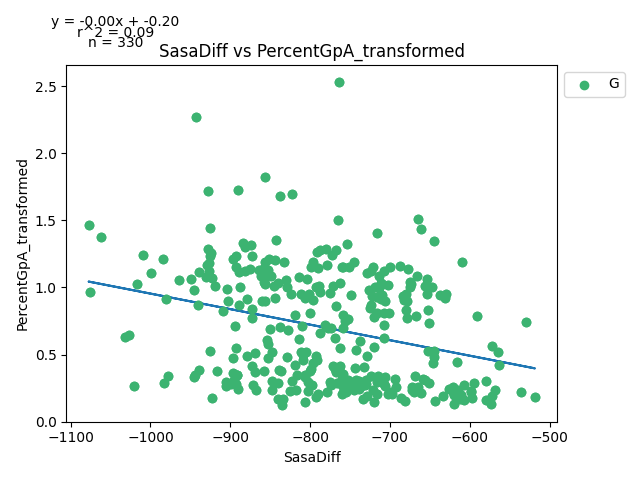 y = -0.00x + -0.20
r^2 = 0.09
n = 330
SasaDiff vs PercentGpA_transformed
G
PercentGpA_transformed
2.5
2.0
1.5
1.0
0.5
0.0
−1100 −1000 −900 −800 −700 −600 −500
SasaDiff